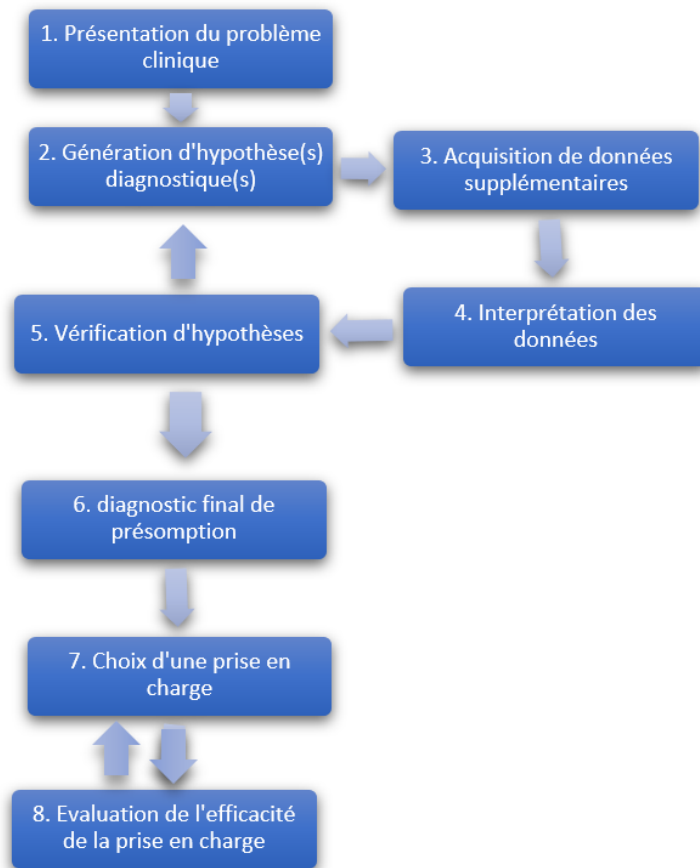 1. Présentation du problème
clinique
2. Génération d'hypothèse(s)
diagnostique(s)
3. Acquisition de données
supplémentaires
4. Interprétation des
données
5. Vérification d'hypothèses
6. diagnostic final de
présomption
7. Choix d'une prise en
charge
8. Evaluation de l'efficacité
de la prise en charge